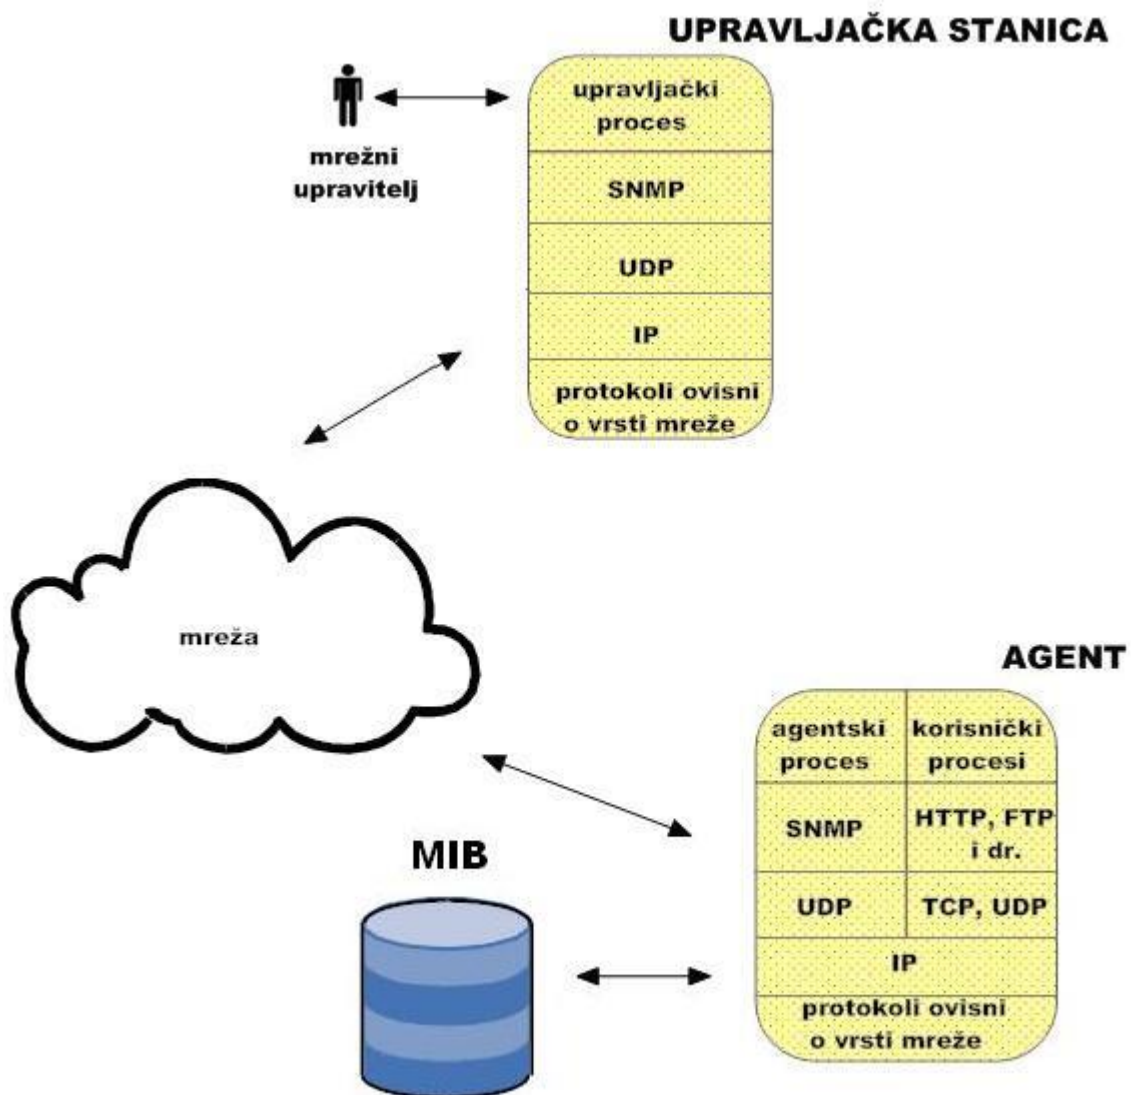 UPRAVLJAČKA STANICA
mrežni
upravitelj
upravljački
proces
SNMP
UDP
IP
protokoli ovisni
o vrsti mreže
mreža
AGENT
agentski
proces
korisnički
procesi
SNMP
HTTP, FTP
i dr.
UDP
TCP, UDP
IP
protokoli ovisni
o vrsti mreže
MIB